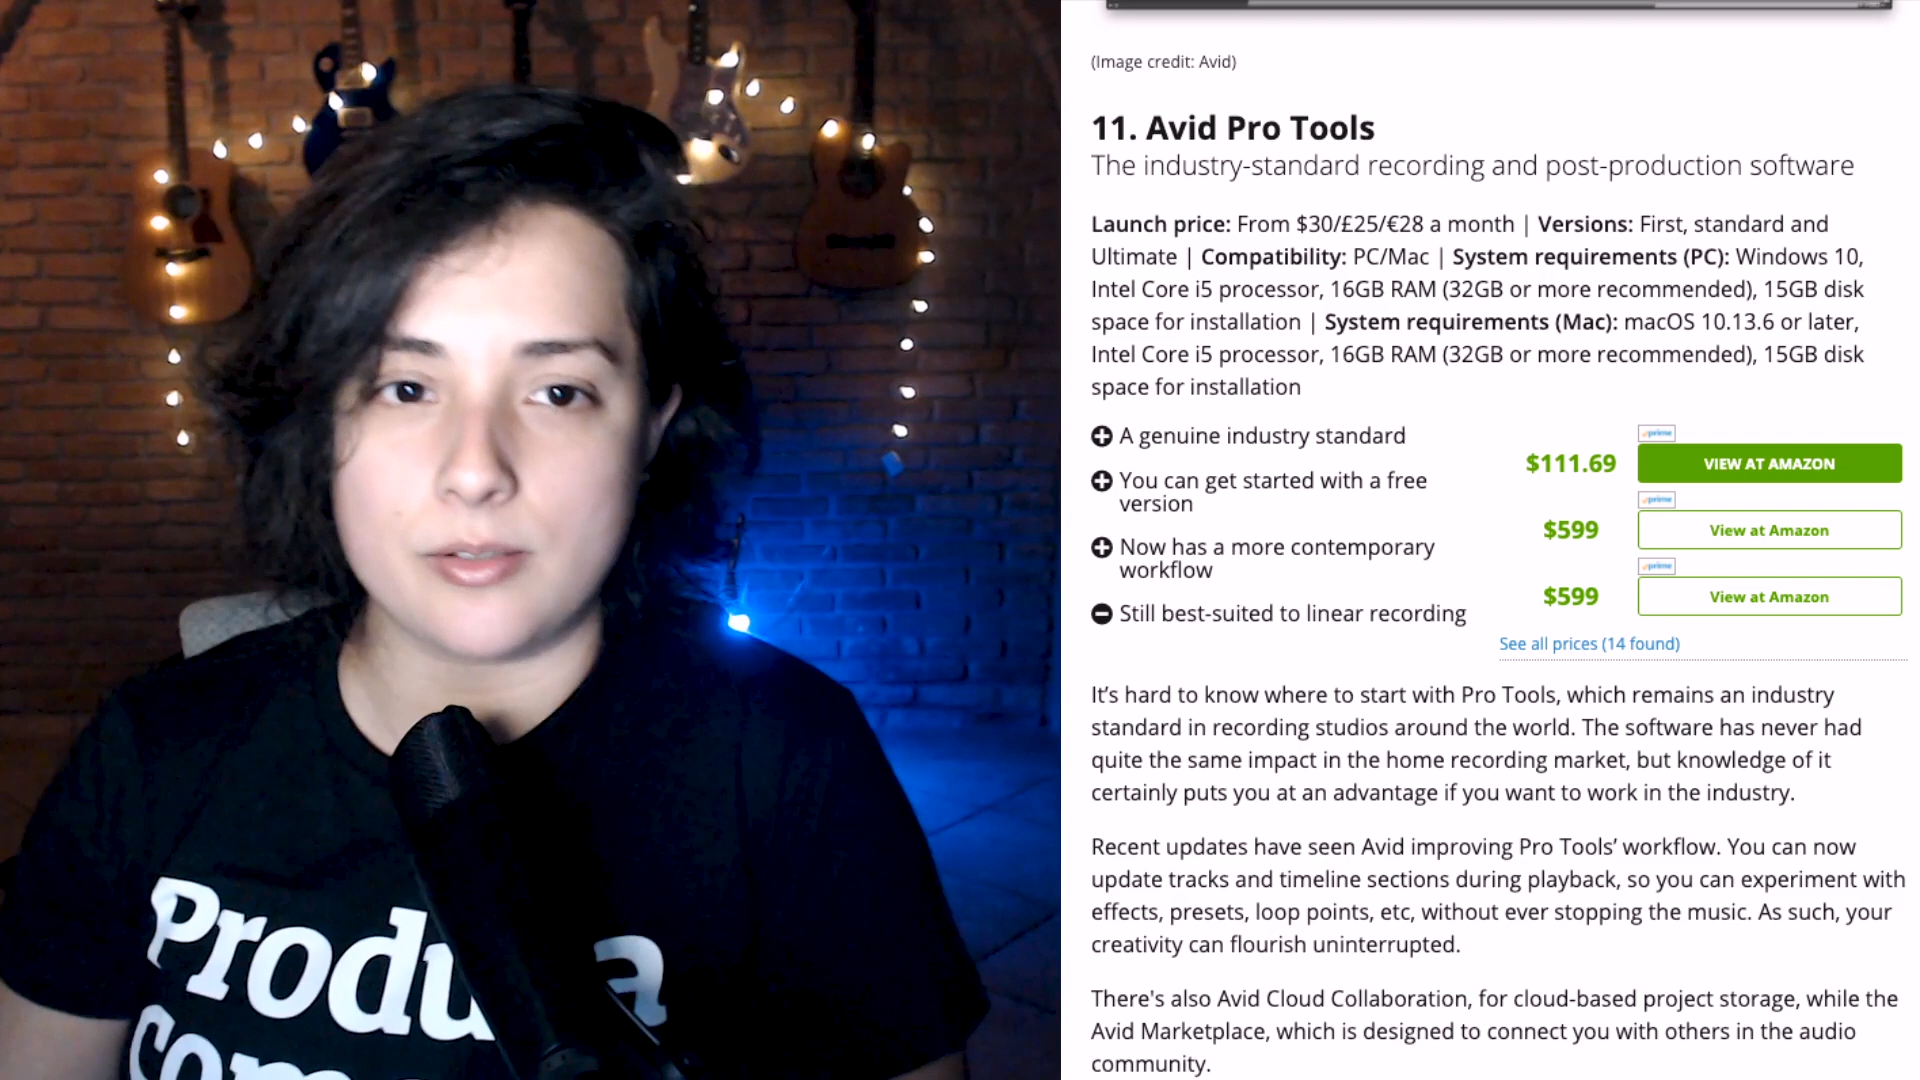 (Image credit: Avid)
11. Avid Pro Tools
The industry-standard recording and post-production software
Launch price: From $30/£25/€28 a month | Versions: First, standard and
Ultimate | Compatibility: PC/Mac | System requirements (PC): Windows 10,
Intel Core i5 processor, 16GB RAM (32GB or more recommended), 15GB disk
space for installation | System requirements (Mac): macOS 10.13.6 or later,
Intel Core i5 processor, 16GB RAM (32GB or more recommended), 15GB disk
space for installation
A genuine industry standard
You can get started with a free
version
Now has a more contemporary
workflow
Still best-suited to linear recording
prime
$111.69 VIEW AT AMAZON
prime
$599 View at Amazon
prime
$599 View at Amazon
See all prices (14 found)
It's hard to know where to start with Pro Tools, which remains an industry
standard in recording studios around the world. The software has never had
quite the same impact in the home recording market, but knowledge of it
certainly puts you at an advantage if you want to work in the industry.
Recent updates have seen Avid improving Pro Tools’ workflow. You can now
update tracks and timeline sections during playback, so you can experiment with
effects, presets, loop points, etc, without ever stopping the music. As such, your
creativity can flourish uninterrupted.
There's also Avid Cloud Collaboration, for cloud-based project storage, while the
Avid Marketplace, which is designed to connect you with others in the audio
community.